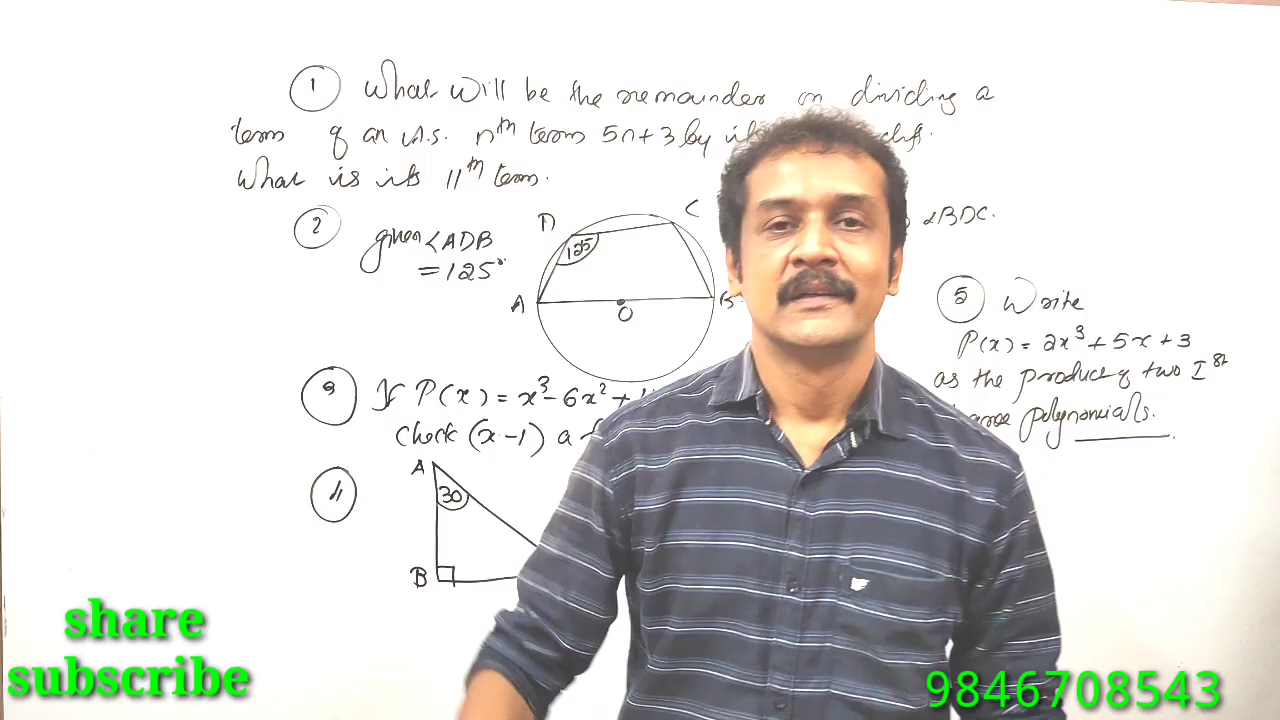 1 What will be the remainder on dividing a
term of an A.S. nth term 5n+3 by its diff.
What is its 11th term.
2 given <ADB
= 125°
D C
125
A O B
<BDC.
3 If P(x) = x³ - 6x² +
check (x-1) a
4
A
30
B
5 Write
P(x) = 2x³ + 5x + 3
as the product of two Ist
polynomials.
share
subscribe
9846708543